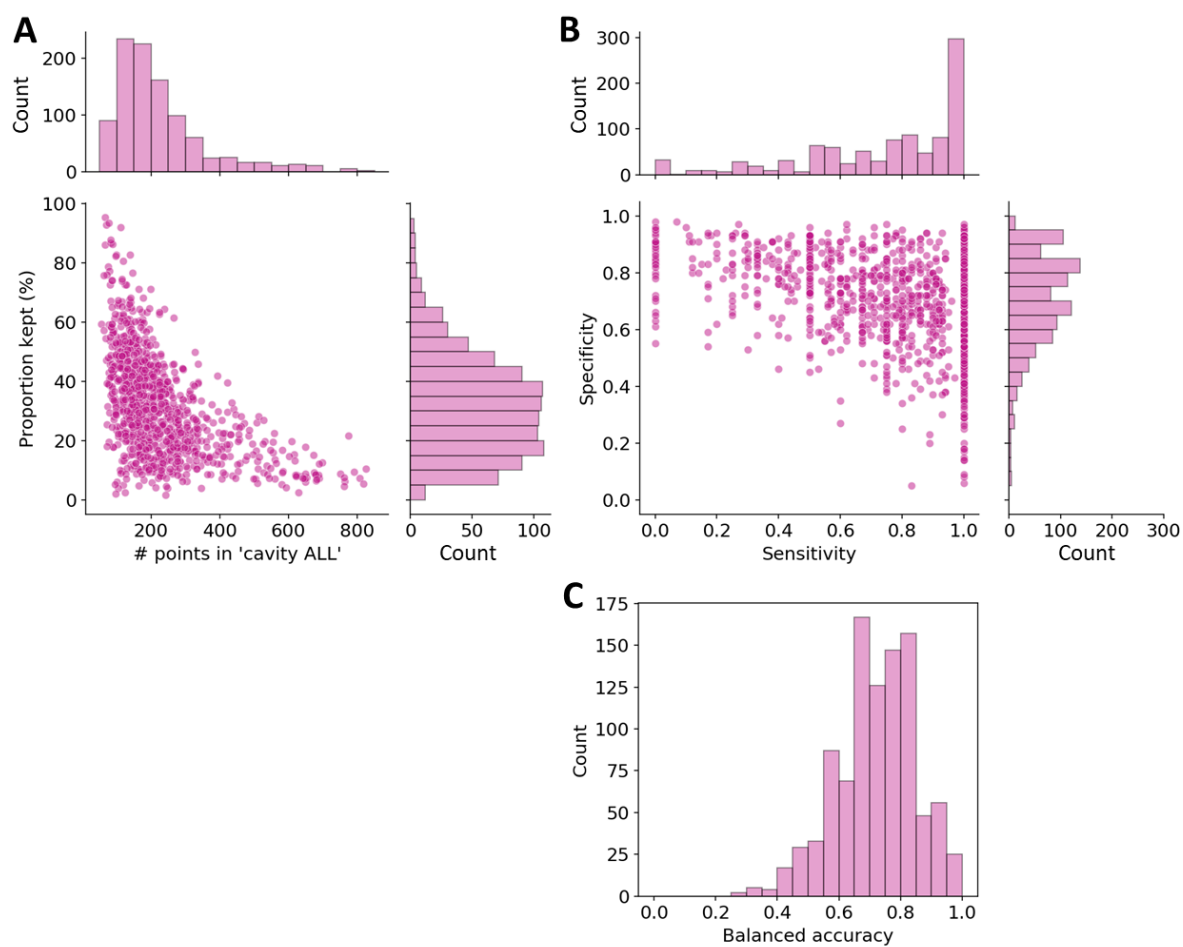 A
Count
200
100
0
Proportion kept (%)
100
80
60
40
20
0
200 400 600 800
# points in 'cavity ALL'
0 50 100
Count
B
Count
300
200
100
0
Specificity
1.0
0.8
0.6
0.4
0.2
0.0
0.0 0.2 0.4 0.6 0.8 1.0
Sensitivity
0 100 200 300
Count
C
Count
175
150
125
100
75
50
25
0
0.0 0.2 0.4 0.6 0.8 1.0
Balanced accuracy